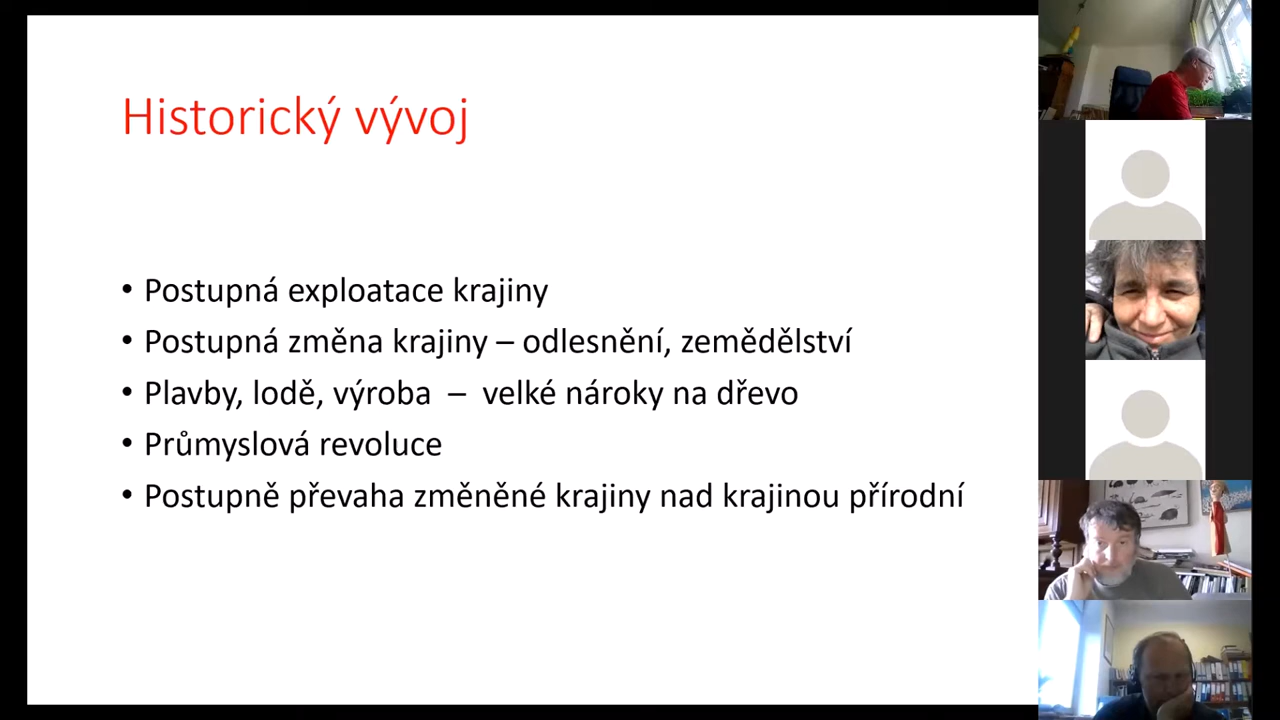 Historický vývoj
• Postupná exploatace krajiny
• Postupná změna krajiny – odlesnění, zemědělství
• Plavby, lodě, výroba – velké nároky na dřevo
• Průmyslová revoluce
• Postupně převaha změněné krajiny nad krajinou přírodní